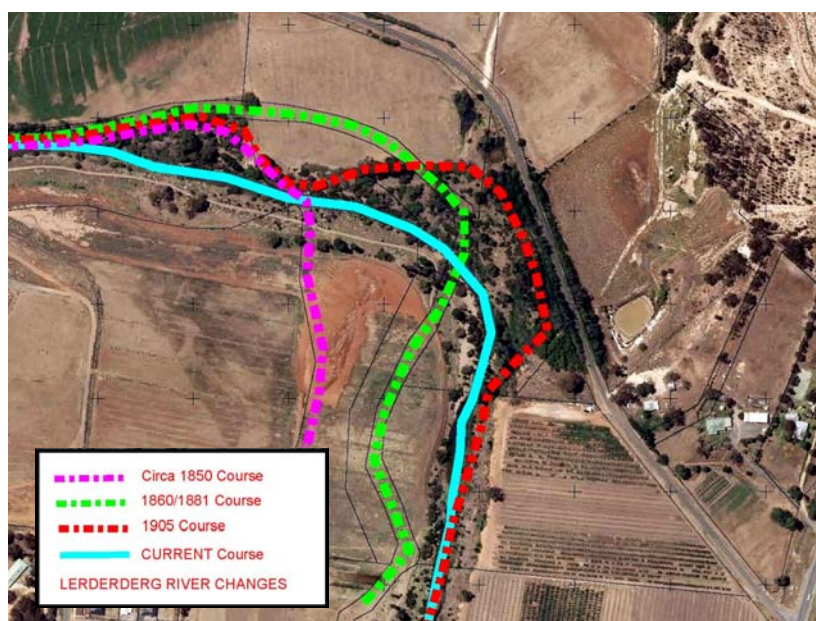 Circa 1850 Course
1860/1881 Course
1905 Course
CURRENT Course
LERDERDERG RIVER CHANGES